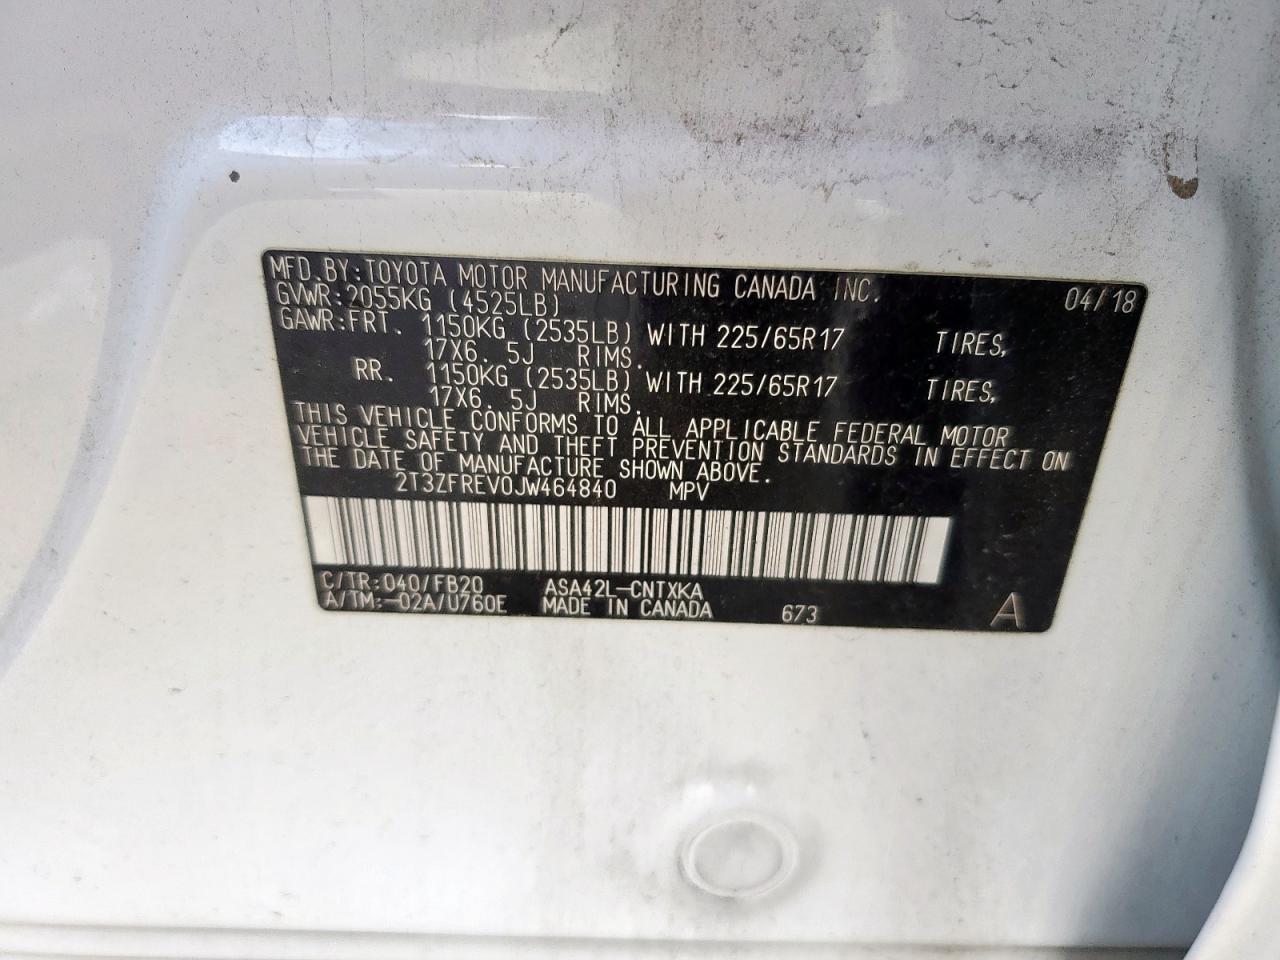 MFD.BY:TOYOTA MOTOR MANUFACTURING CANADA INC. 04/18
GVWR:2055KG (4525LB)
GAWR:FRT. 1150KG (2535LB) WITH 225/65R17 TIRES,
17X6. 5J RIMS.
RR. 1150KG (2535LB) WITH 225/65R17 TIRES,
17X6. 5J RIMS.
THIS VEHICLE CONFORMS TO ALL APPLICABLE FEDERAL MOTOR
VEHICLE SAFETY AND THEFT PREVENTION STANDARDS IN EFFECT ON
THE DATE OF MANUFACTURE SHOWN ABOVE.
2T3ZFREV0JW464840 MPV
C/TR:040/FB20 ASA42L-CNTXKA
A/TM:-02A/U760E MADE IN CANADA 673 A